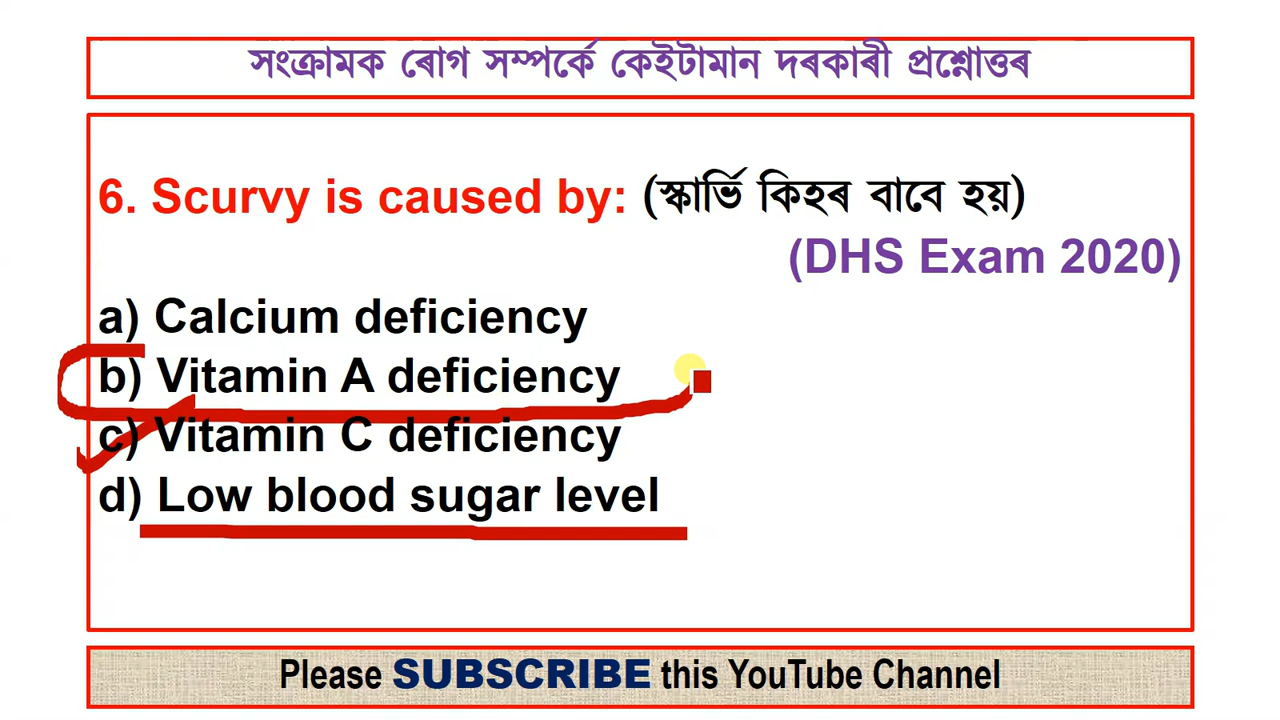 সংক্ৰামক ৰোগ সম্পৰ্কে কেইটামান দৰকাৰী প্ৰশ্নোত্তৰ
6. Scurvy is caused by: (স্কাৰ্ভি কিহৰ বাবে হয়)
(DHS Exam 2020)
a) Calcium deficiency
b) Vitamin A deficiency
c) Vitamin C deficiency
d) Low blood sugar level
Please SUBSCRIBE this YouTube Channel